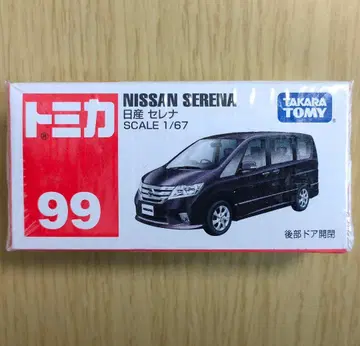 トミカ
®
99
NISSAN SERENA
日産 セレナ
SCALE 1/67
TAKARA
TOMY
後部ドア開閉